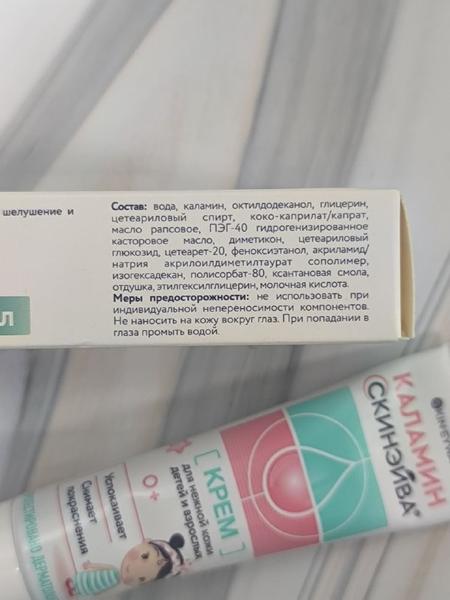 шелушение и
Состав: вода, каламин, октилдодеканол, глицерин,
цетеариловый спирт, коко-каприлат/капрат,
масло рапсовое, ПЭГ-40 гидрогенизированное
касторовое масло, диметикон, цетеариловый
глюкозид, цетеарет-20, феноксиэтанол, акриламид/
натрия акрилоилдиметилтаурат сополимер,
изогексадекан, полисорбат-80, ксантановая смола,
отдушка, этилгексилглицерин, молочная кислота.
Меры предосторожности: не использовать при
индивидуальной непереносимости компонентов.
Не наносить на кожу вокруг глаз. При попадании в
глаза промыть водой.
Л
КАЛАМИН
СКИНЭЙВА®
[ КРЕМ ]
для нежной кожи
детей и взрослых
0+
Успокаивает
Снимает
покраснения